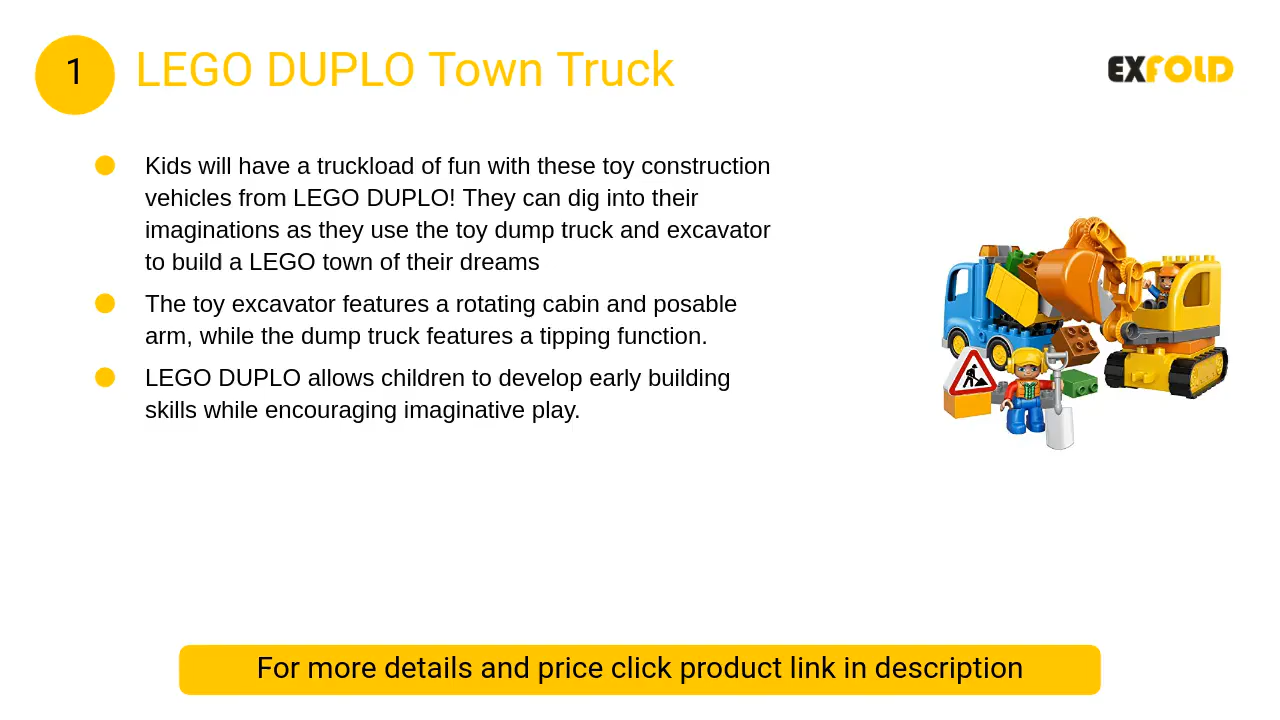 1
LEGO DUPLO Town Truck
EXFOLD
Kids will have a truckload of fun with these toy construction
vehicles from LEGO DUPLO! They can dig into their
imaginations as they use the toy dump truck and excavator
to build a LEGO town of their dreams
The toy excavator features a rotating cabin and posable
arm, while the dump truck features a tipping function.
LEGO DUPLO allows children to develop early building
skills while encouraging imaginative play.
For more details and price click product link in description